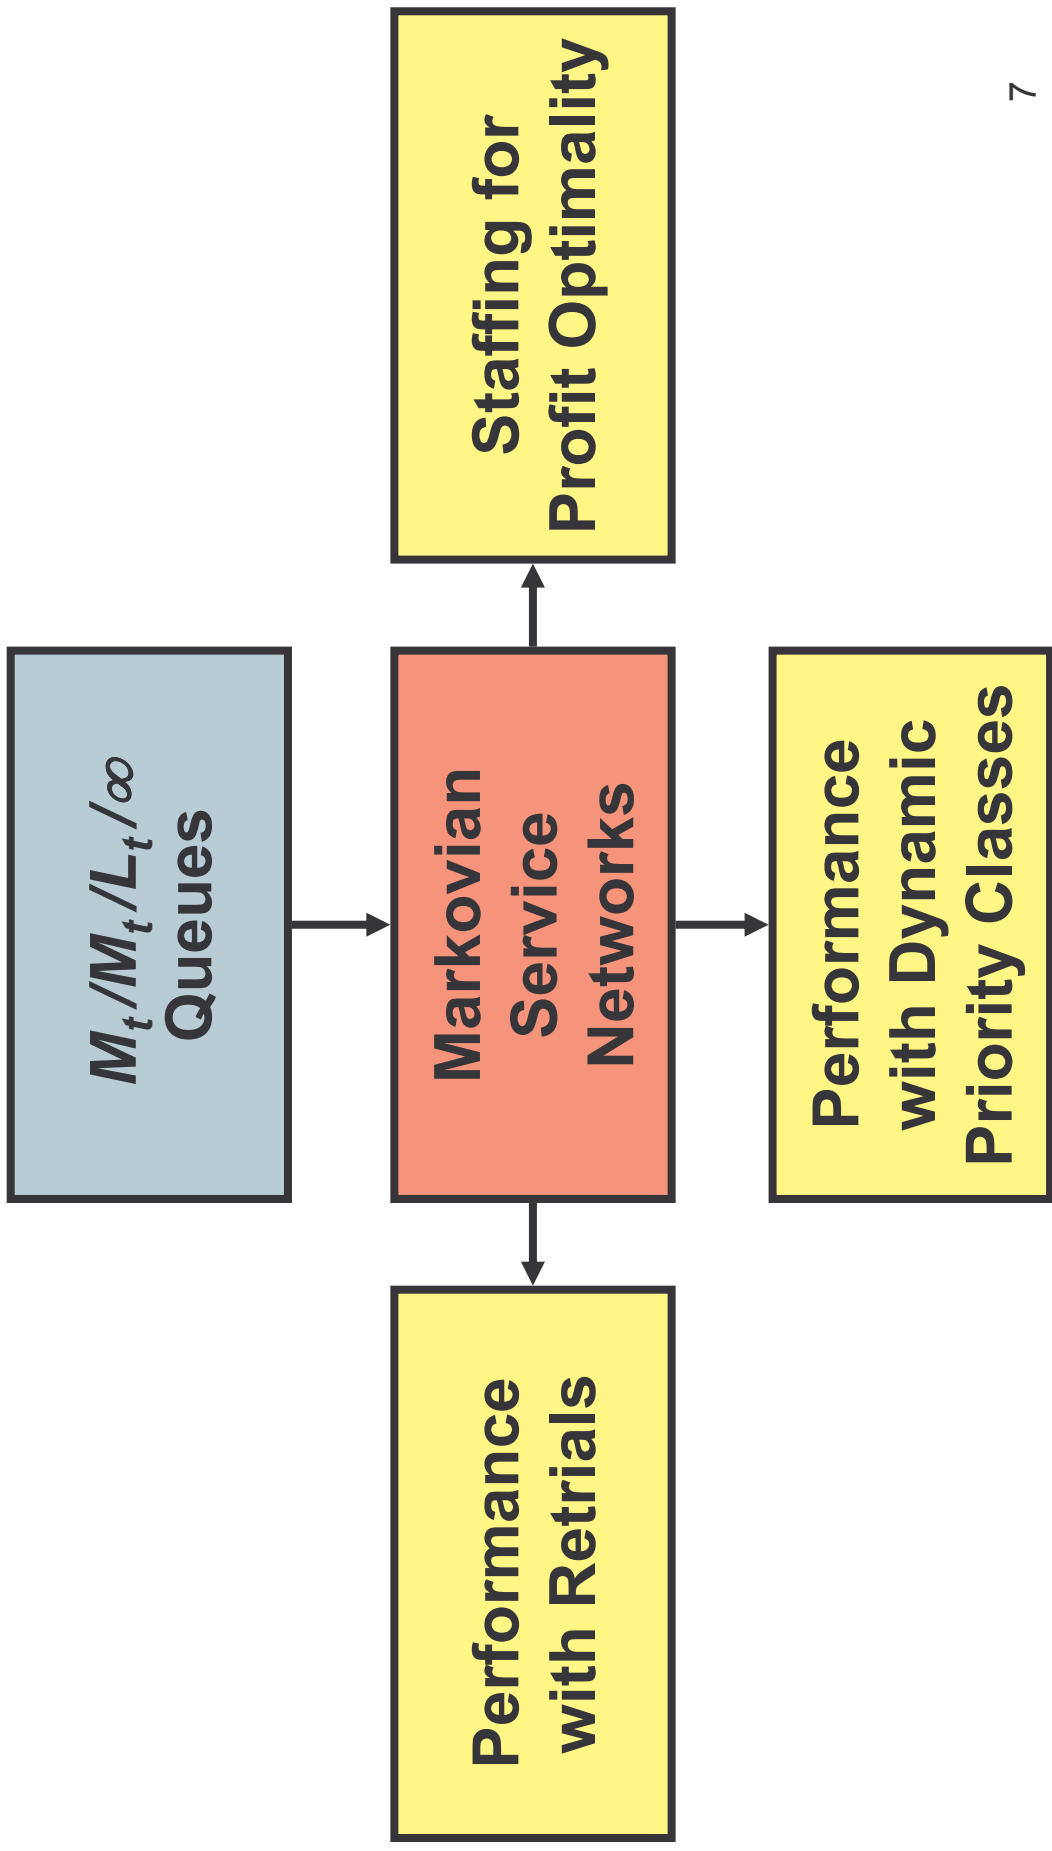 Mₜ/Mₜ/Lₜ/∞
Queues
Performance
with Retrials
Markovian
Service
Networks
Staffing for
Profit Optimality
Performance
with Dynamic
Priority Classes
7